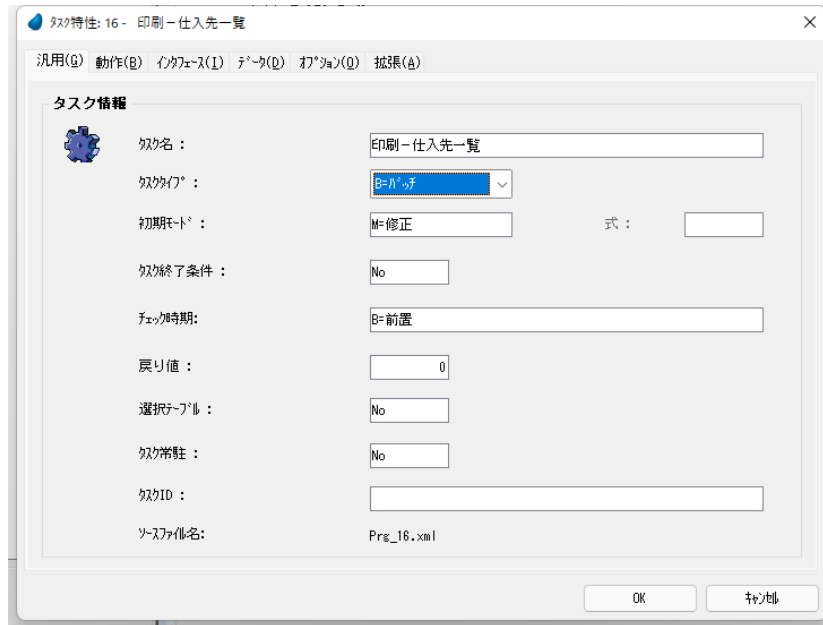 ﾀｽｸ特性: 16 -　印刷－仕入先一覧
汎用(G) 動作(B) ｲﾝﾀﾌｪｰｽ(I) ﾃﾞｰﾀ(D) ｵﾌﾟｼｮﾝ(O) 拡張(A)
タスク情報
ﾀｽｸ名 : 印刷－仕入先一覧
ﾀｽｸﾀｲﾌﾟ : B=ﾊﾞｯﾁ
初期ﾓｰﾄﾞ : M=修正 式 :
ﾀｽｸ終了条件 : No
ﾁｪｯｸ時期: B=前置
戻り値 : 0
選択ﾃｰﾌﾞﾙ : No
ﾀｽｸ常駐 : No
ﾀｽｸID :
ｿｰｽﾌｧｲﾙ名: Prg_16.xml
OK ｷｬﾝｾﾙ